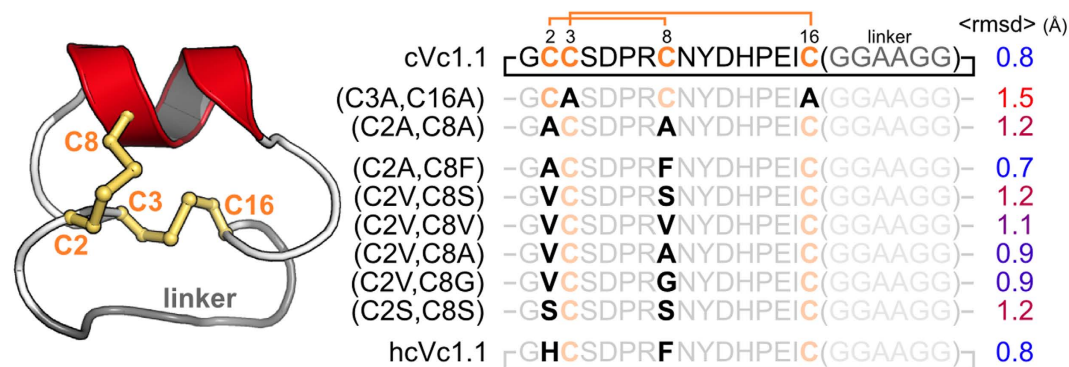 C8
C3
C16
C2
linker
<rmsd> (Å)
2 3 8 16 linker
cVc1.1 GCCSDPRCNYDHPEIC(GGAAGG) 0.8
(C3A,C16A) GCASDPRCNYDHPEIA(GGAAGG) 1.5
(C2A,C8A) GACSDPRANYDHPEIC(GGAAGG) 1.2
(C2A,C8F) GACSDPRFNYDHPEIC(GGAAGG) 0.7
(C2V,C8S) GVCSDPRSNYDHPEIC(GGAAGG) 1.2
(C2V,C8V) GVCSDPRVNYDHPEIC(GGAAGG) 1.1
(C2V,C8A) GVCSDPRANYDHPEIC(GGAAGG) 0.9
(C2V,C8G) GVCSDPRGNYDHPEIC(GGAAGG) 0.9
(C2S,C8S) GSCSDPRSNYDHPEIC(GGAAGG) 1.2
hcVc1.1 GHCSDPRFNYDHPEIC(GGAAGG) 0.8